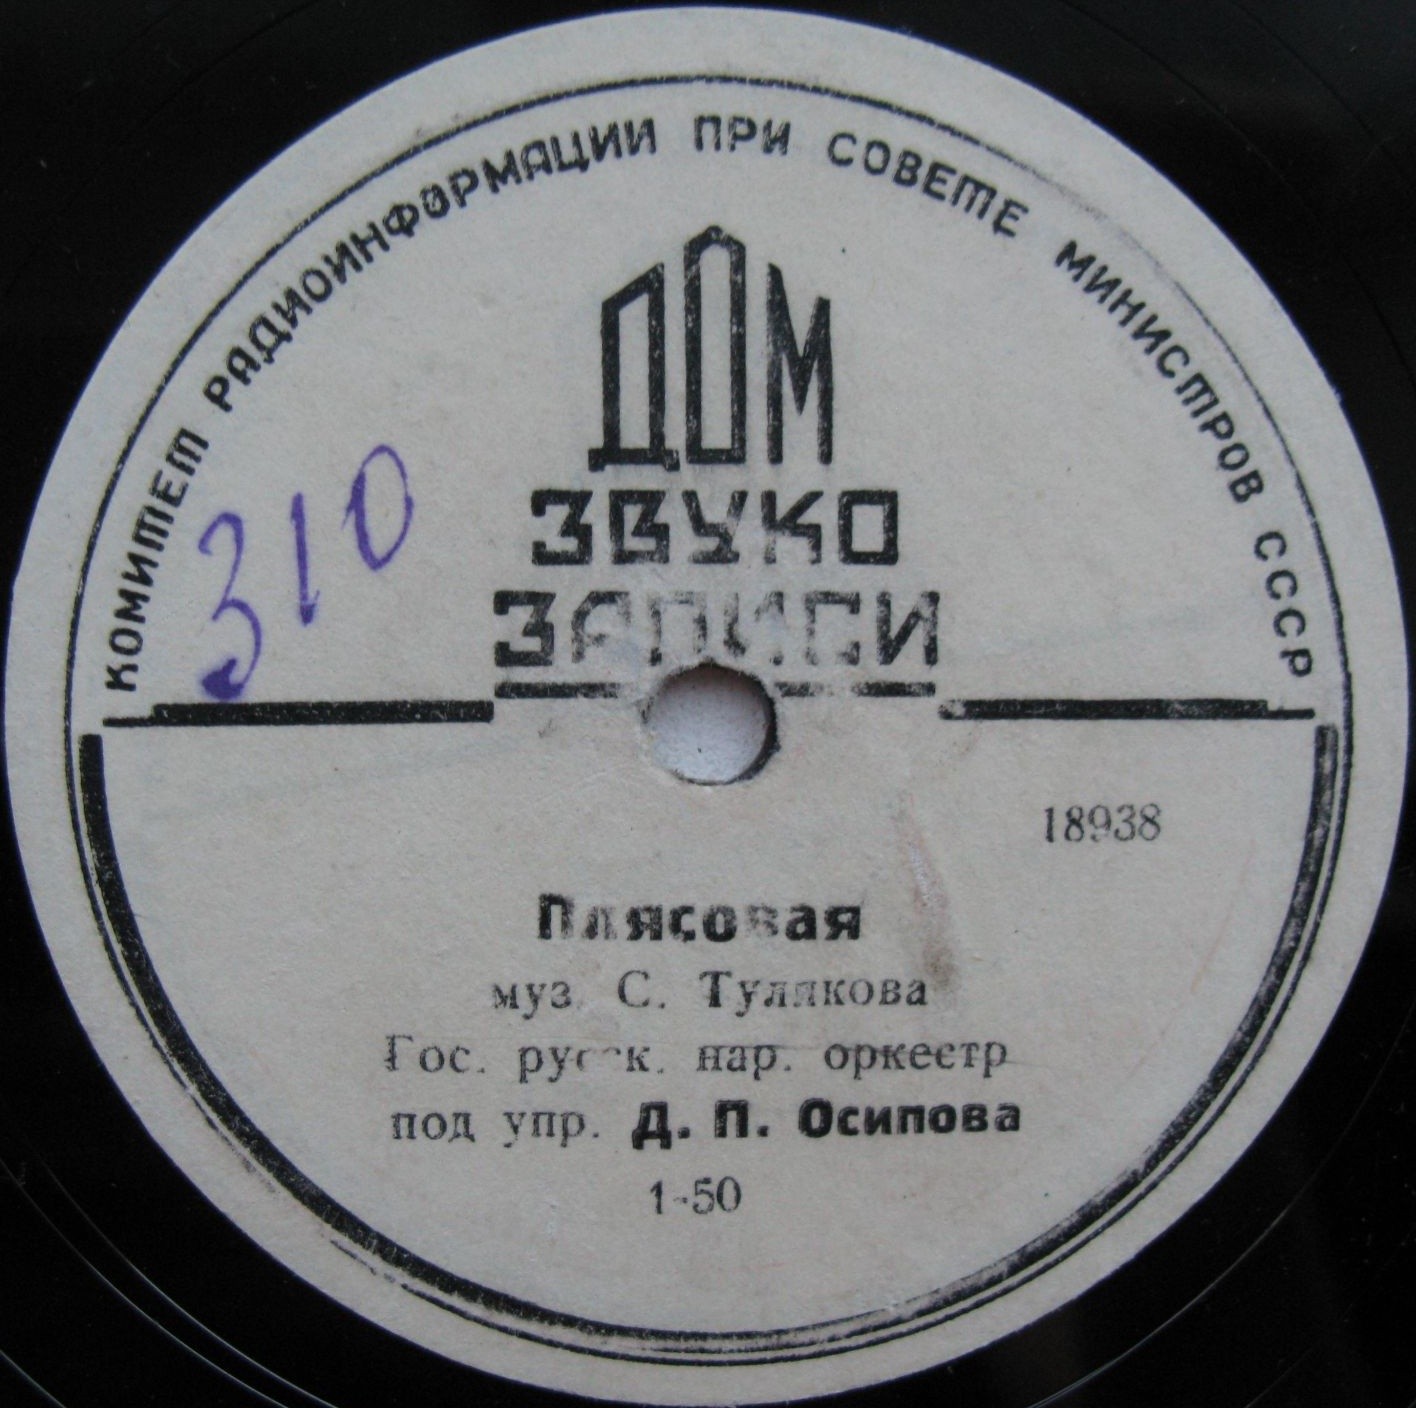 КОМИТЕТ РАДИОИНФОРМАЦИИ ПРИ СОВЕТЕ МИНИСТРОВ СССР
ДОМ
ЗВУКО
ЗАПИСИ
310
18938
Плясовая
муз. С. Тулякова
Гос. русск. нар. оркестр
под упр. Д. П. Осипова
1-50